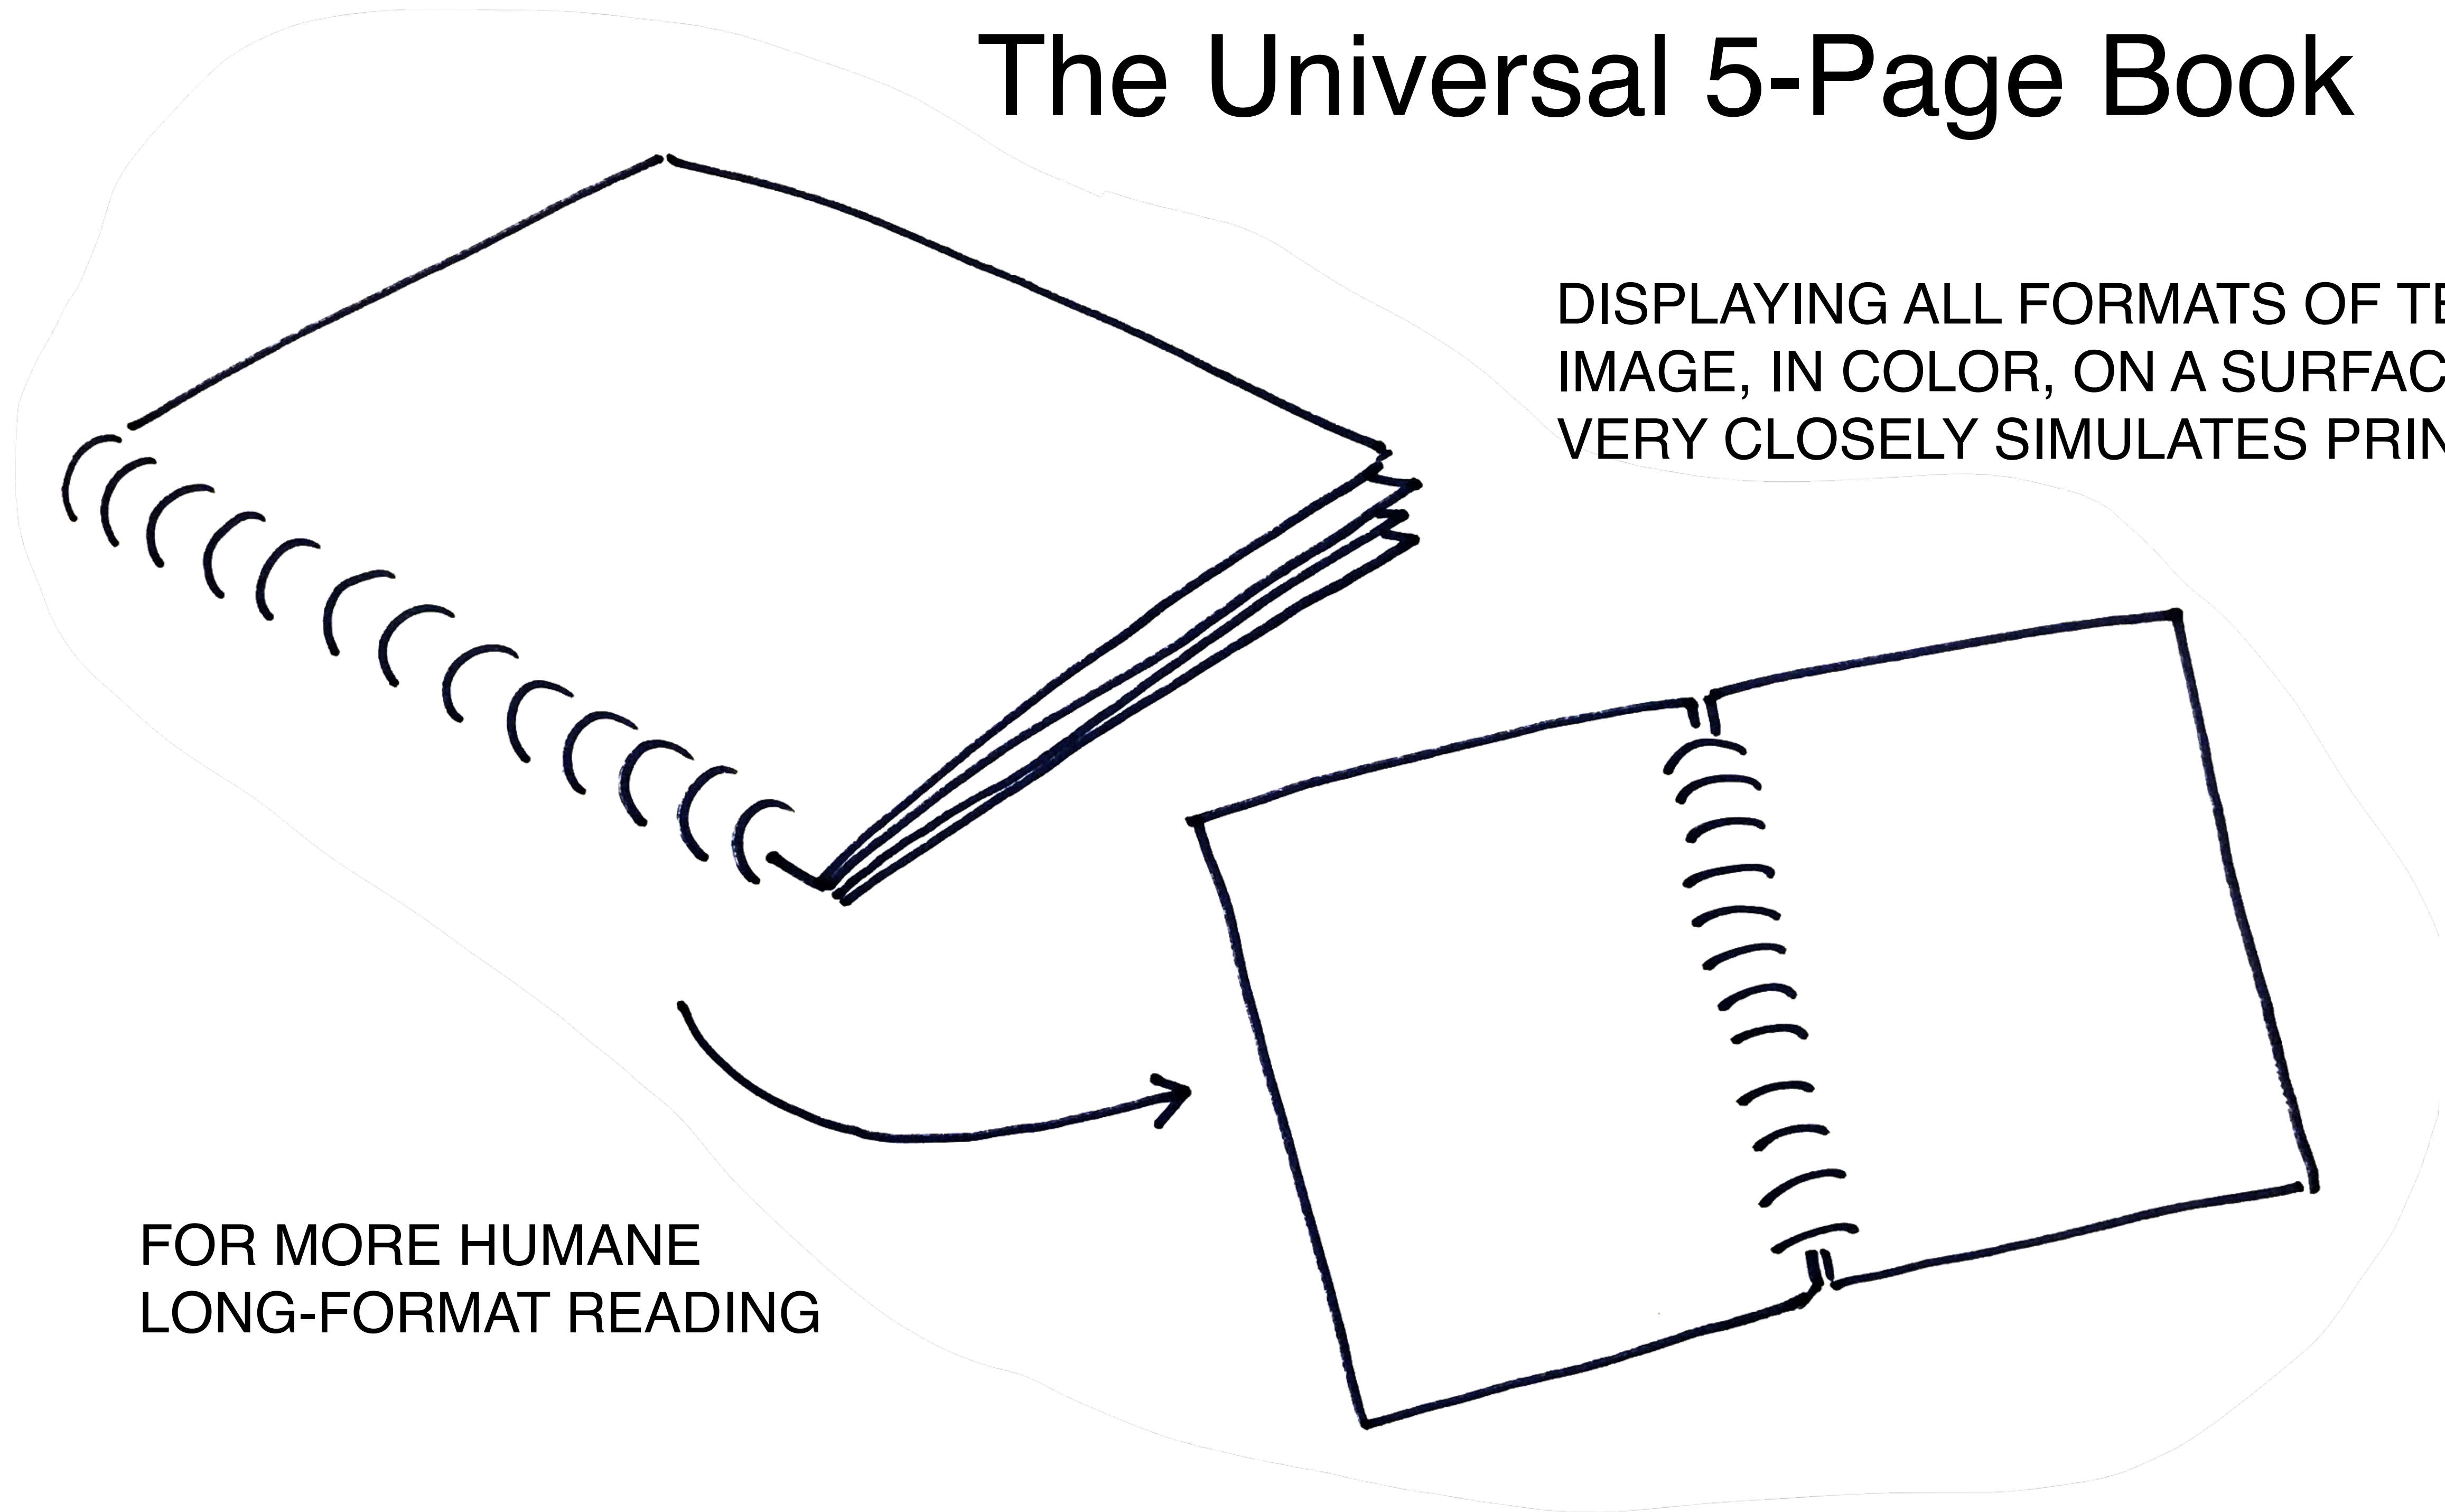 The Universal 5-Page Book
DISPLAYING ALL FORMATS OF
IMAGE, IN COLOR, ON A
VERY CLOSELY SIMULATES
FOR MORE HUMANE
LONG-FORMAT READING